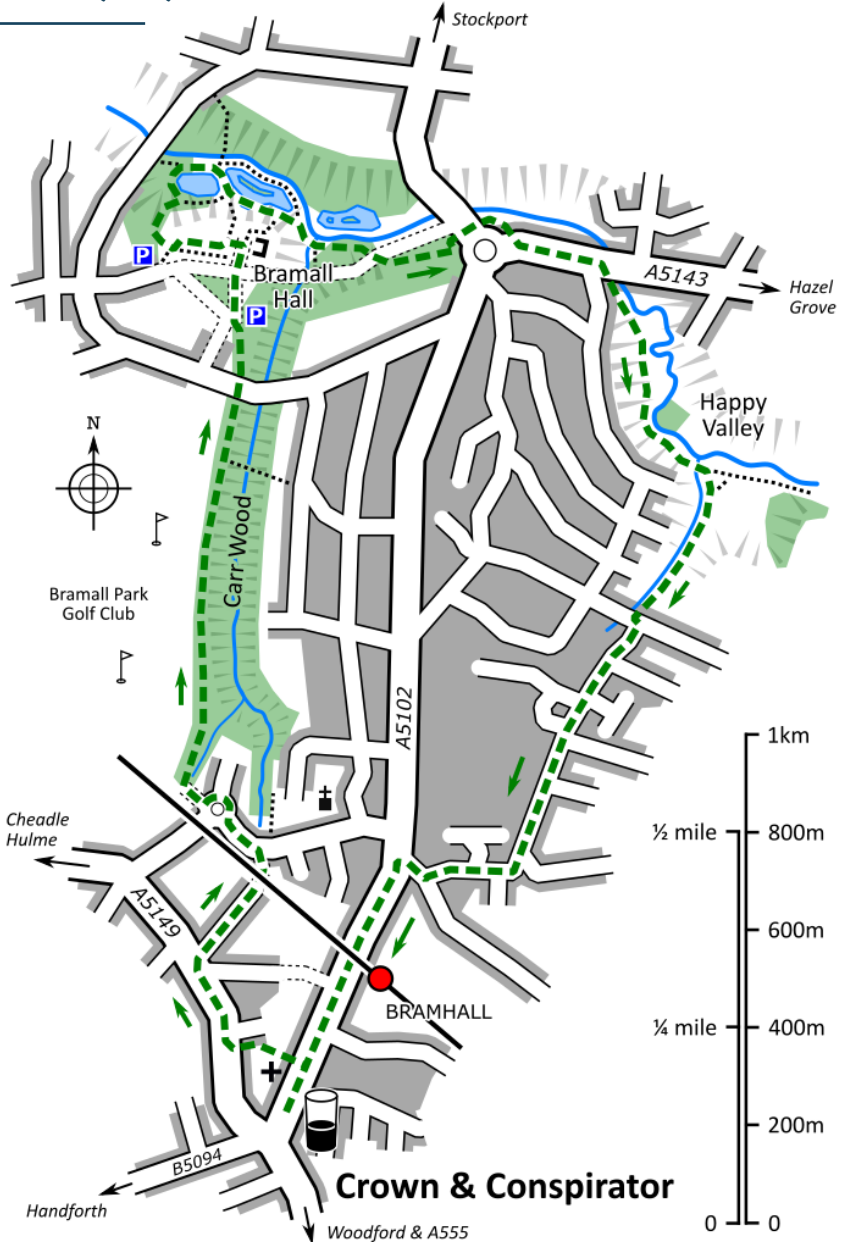 Stockport
A5143
Hazel
Grove
P
Bramall
Hall
P
Happy
Valley
N
Carr Wood
Bramall Park
Golf Club
A5102
1km
Cheadle
Hulme
½ mile
800m
A5149
600m
BRAMHALL
¼ mile
400m
200m
B5094
Crown & Conspirator
Handforth
0
0
Woodford & A555